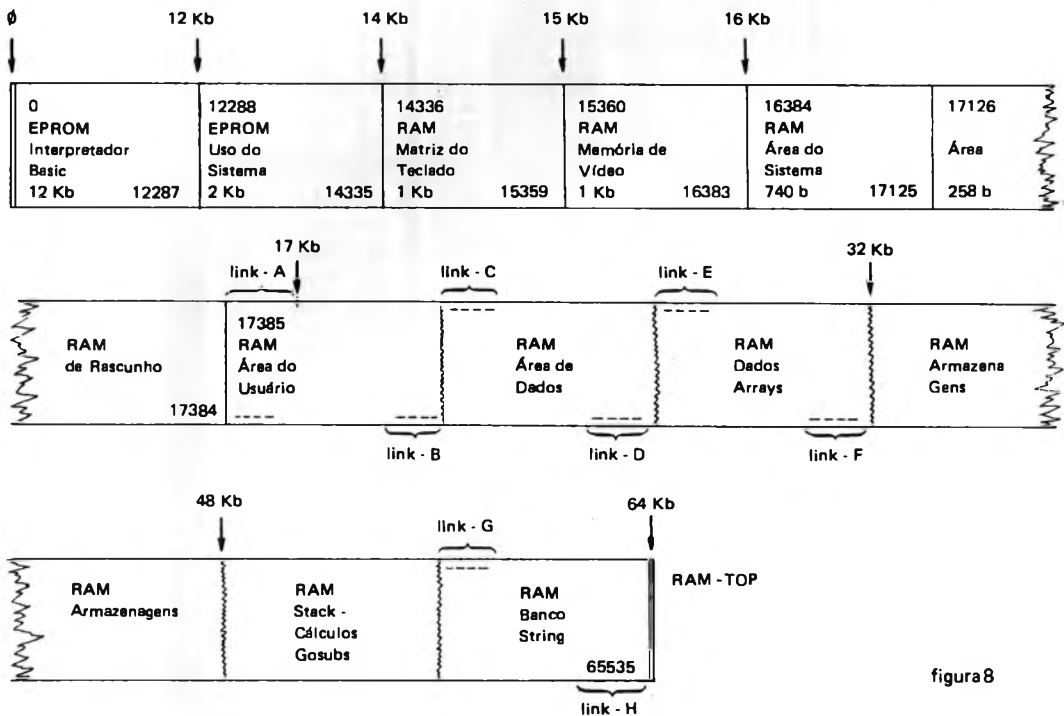 Ø
12 Kb
14 Kb
15 Kb
16 Kb
0
EPROM
Interpretador
Basic
12 Kb 12287
12288
EPROM
Uso do
Sistema
2 Kb 14335
14336
RAM
Matriz do
Teclado
1 Kb 15359
15360
RAM
Memória de
Vídeo
1 Kb 16383
16384
RAM
Área do
Sistema
740 b 17125
17126
Área
258 b
17 Kb
32 Kb
link - A
link - C
link - E
RAM
de Rascunho
17384
17385
RAM
Área do
Usuário
RAM
Área de
Dados
RAM
Dados
Arrays
RAM
Armazena
Gens
link - B
link - D
link - F
48 Kb
64 Kb
link - G
RAM
Armazenagens
RAM
Stack -
Cálculos
Gosubs
RAM
Banco
String
65535
RAM - TOP
link - H
figura 8